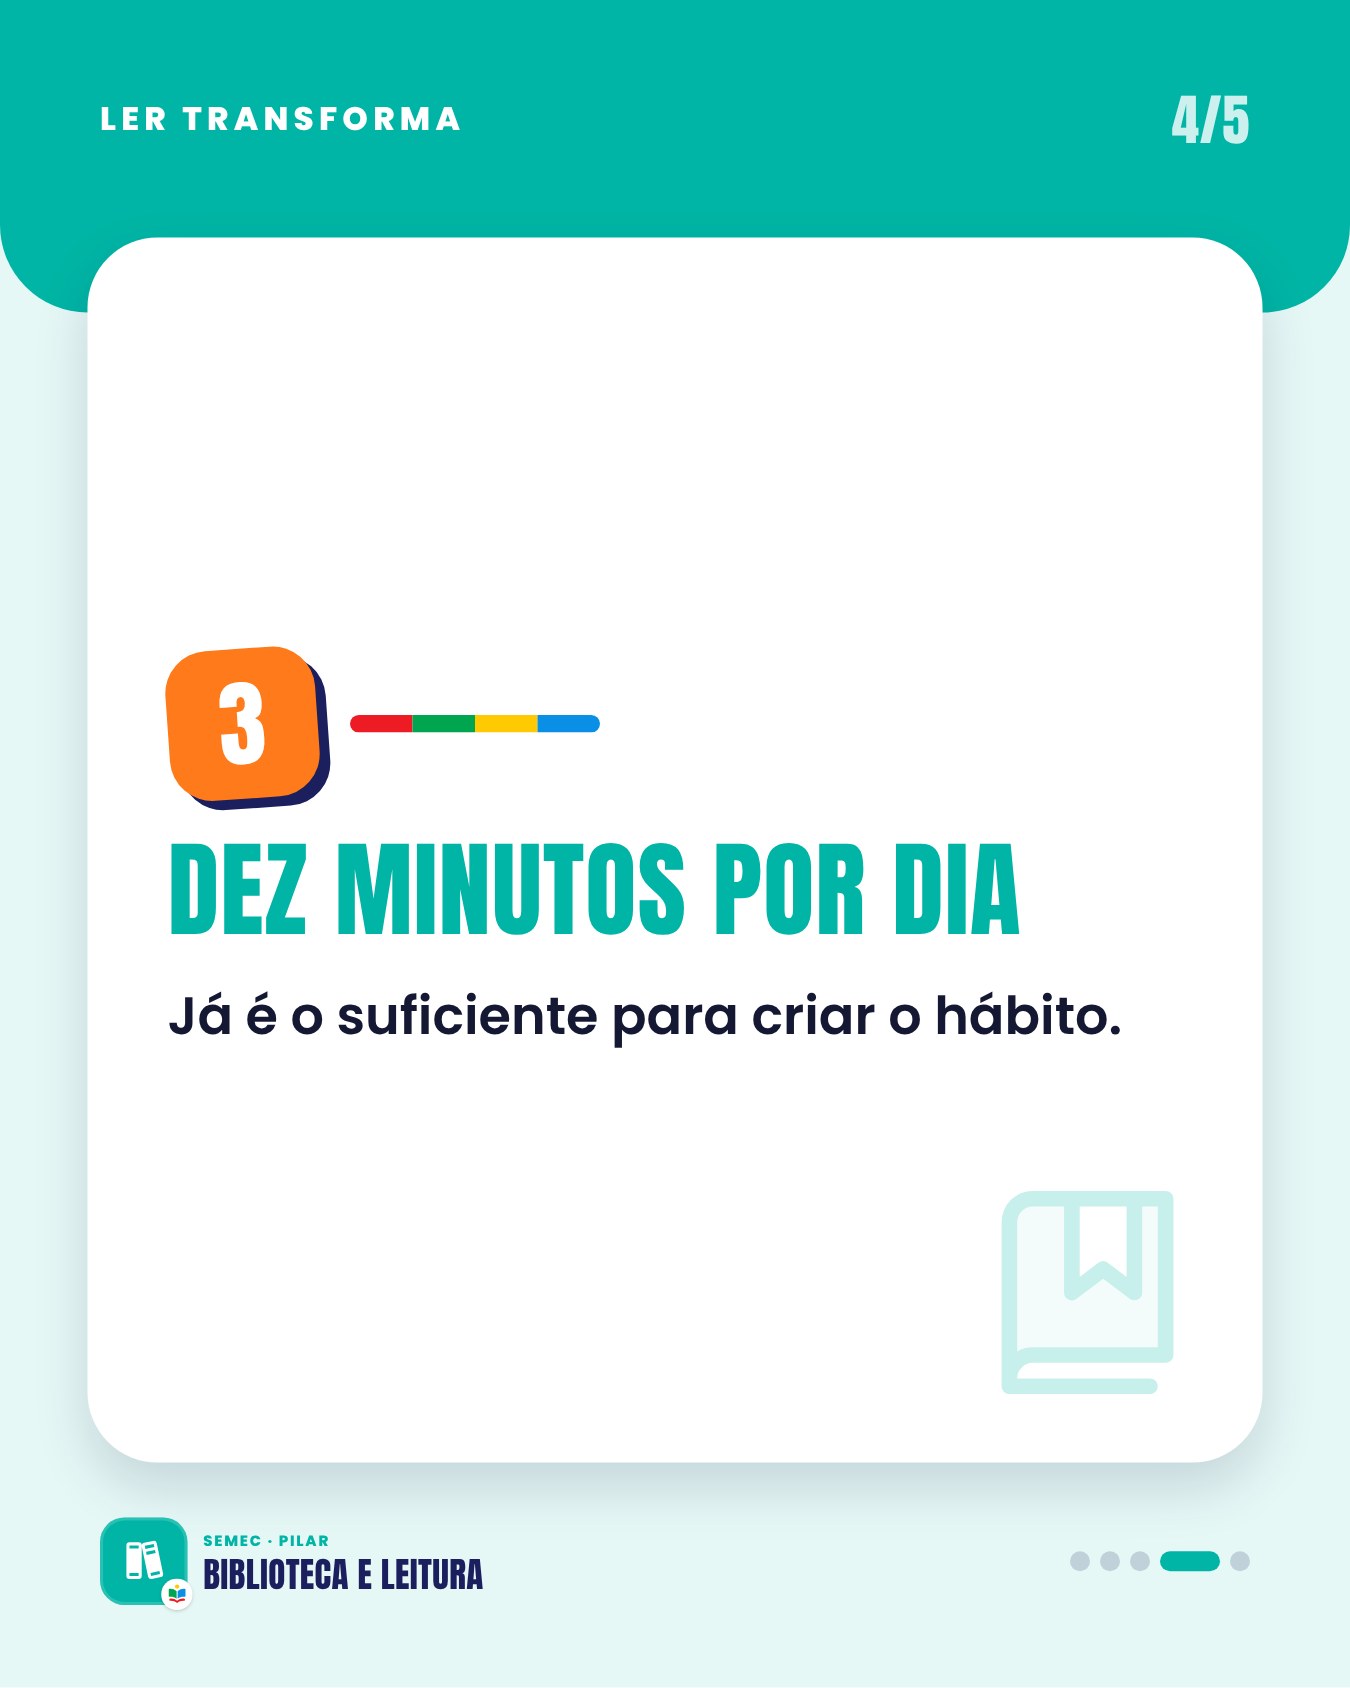 LER TRANSFORMA
4/5
3
DEZ MINUTOS POR DIA
Já é o suficiente para criar o hábito.
SEMEC · PILAR
BIBLIOTECA E LEITURA